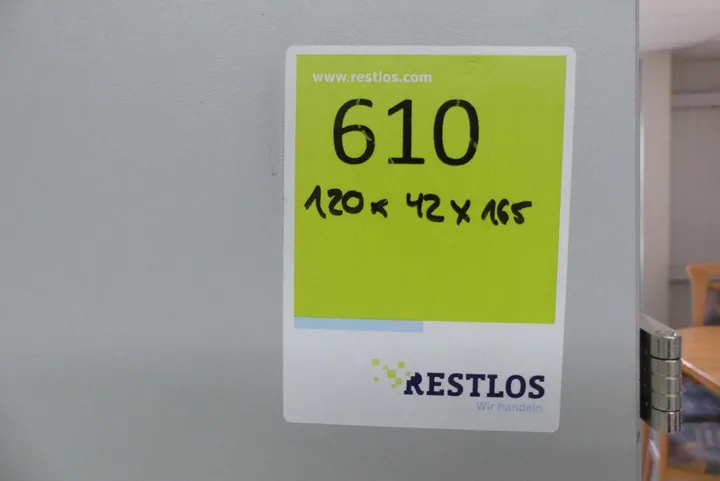 www.restlos.com
610
120 x 42 x 165
RESTLOS
Wir handeln.